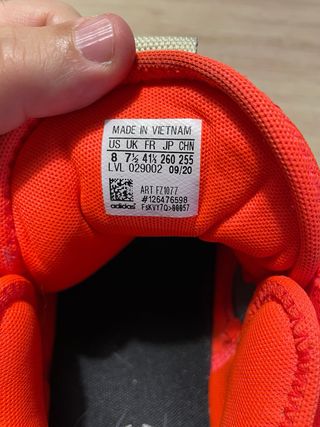 MADE IN VIETNAM
US UK FR JP CHN
8 7½ 41⅓ 260 255
LVL 029002 09/20
ART FZ1077
#126476598
adidas